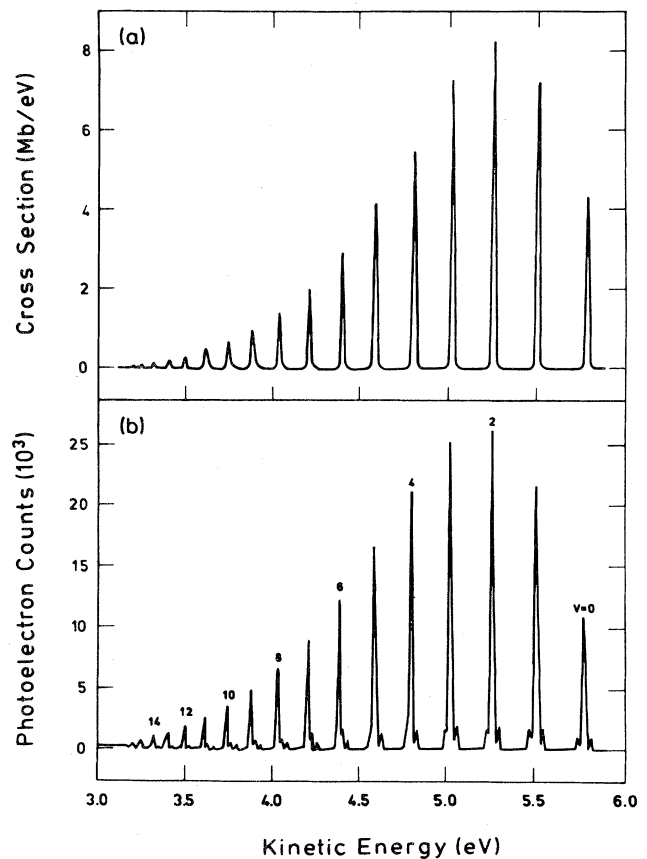 (a)
Cross Section (Mb/eV)
8
6
4
2
0
(b)
Photoelectron Counts (10³)
25
20
15
10
5
0
14
12
10
8
6
4
2
V=0
3.0 3.5 4.0 4.5 5.0 5.5 6.0
Kinetic Energy (eV)